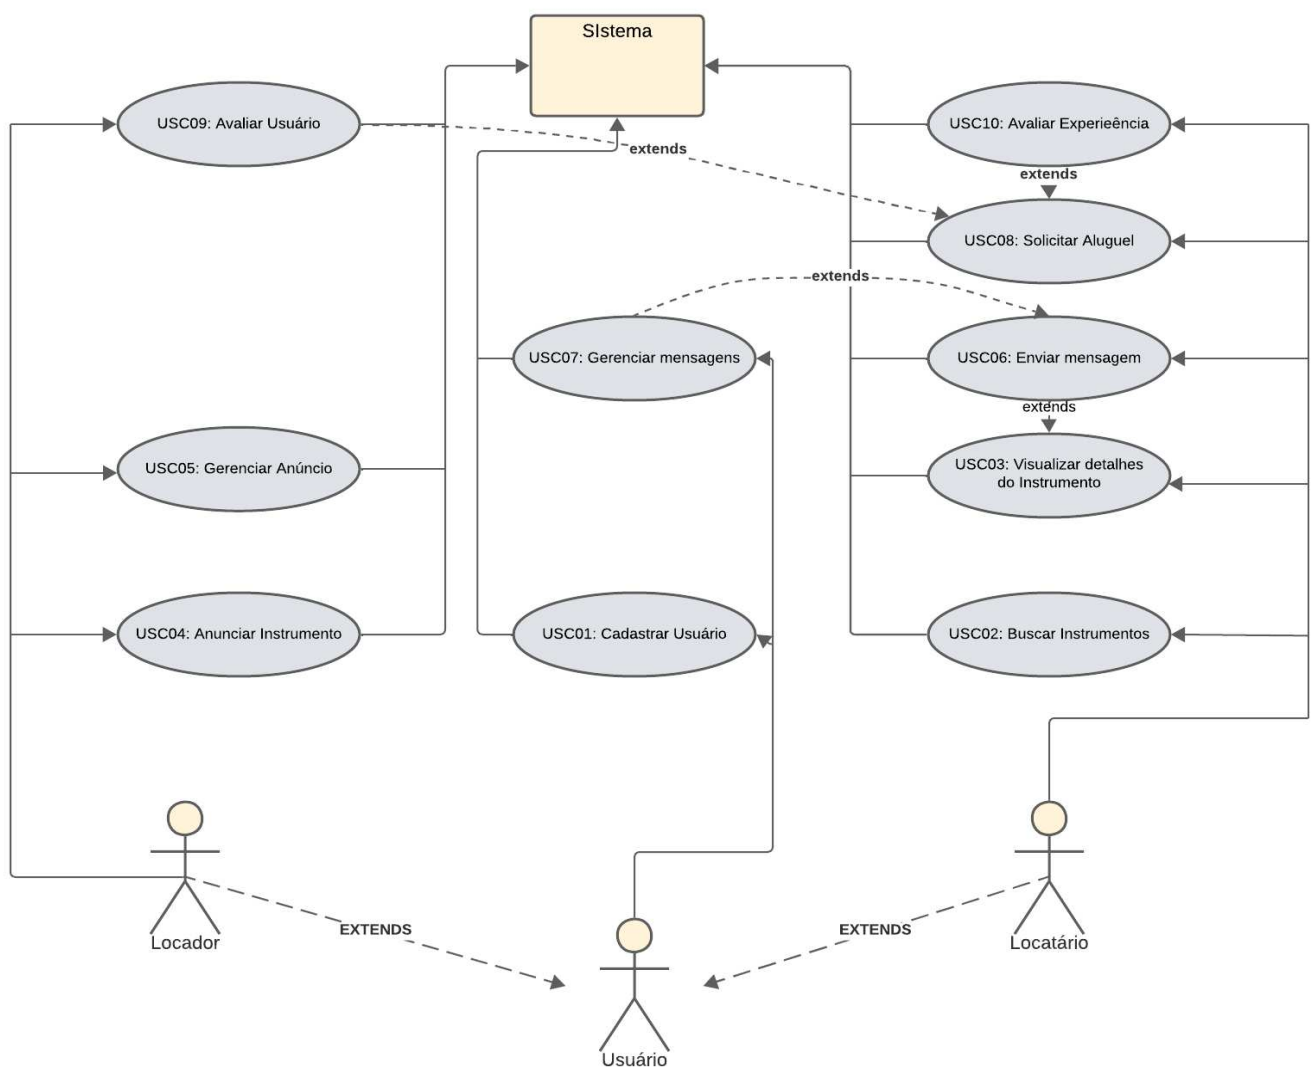 SIstema
USC09: Avaliar Usuário
USC10: Avaliar Experieência
extends
extends
USC08: Solicitar Aluguel
extends
USC07: Gerenciar mensagens
USC06: Enviar mensagem
extends
USC05: Gerenciar Anúncio
USC03: Visualizar detalhes
do Instrumento
USC04: Anunciar Instrumento
USC01: Cadastrar Usuário
USC02: Buscar Instrumentos
EXTENDS
EXTENDS
Locador
Locatário
Usuário